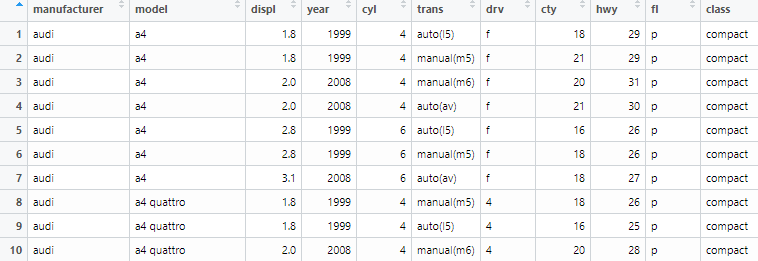 manufacturer model displ year cyl trans drv cty hwy fl class
1 audi a4 1.8 1999 4 auto(l5) f 18 29 p compact
2 audi a4 1.8 1999 4 manual(m5) f 21 29 p compact
3 audi a4 2.0 2008 4 manual(m6) f 20 31 p compact
4 audi a4 2.0 2008 4 auto(av) f 21 30 p compact
5 audi a4 2.8 1999 6 auto(l5) f 16 26 p compact
6 audi a4 2.8 1999 6 manual(m5) f 18 26 p compact
7 audi a4 3.1 2008 6 auto(av) f 18 27 p compact
8 audi a4 quattro 1.8 1999 4 manual(m5) 4 18 26 p compact
9 audi a4 quattro 1.8 1999 4 auto(l5) 4 16 25 p compact
10 audi a4 quattro 2.0 2008 4 manual(m6) 4 20 28 p compact